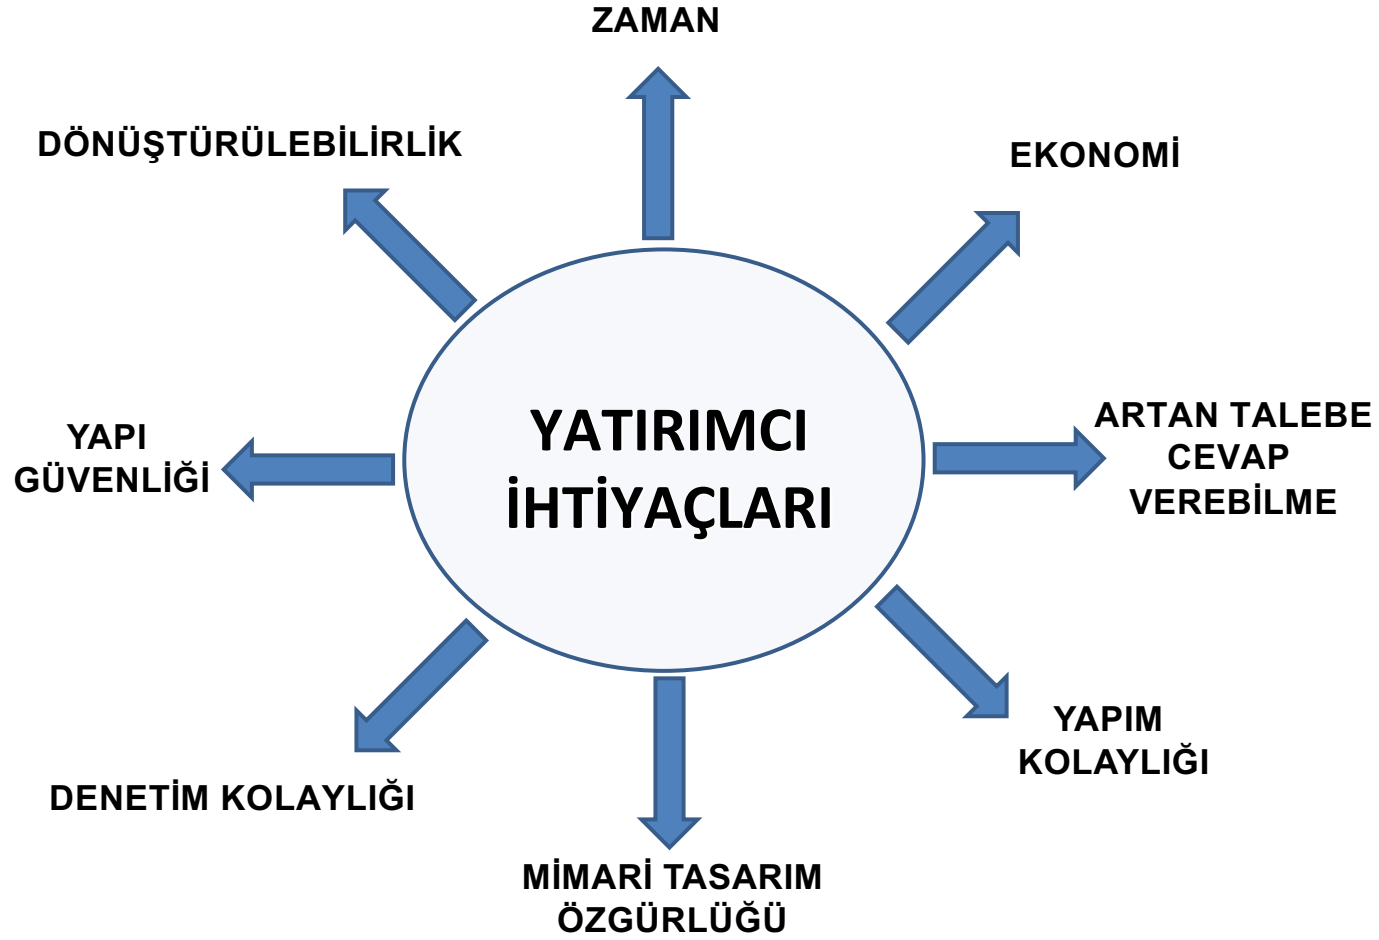 ZAMAN
DÖNÜŞTÜRÜLEBİLİRLİK
EKONOMİ
YATIRIMCI
İHTİYAÇLARI
YAPI
GÜVENLİĞİ
ARTAN TALEBE
CEVAP
VEREBİLME
YAPIM
KOLAYLIĞI
DENETİM KOLAYLIĞI
MİMARİ TASARIM
ÖZGÜRLÜĞÜ